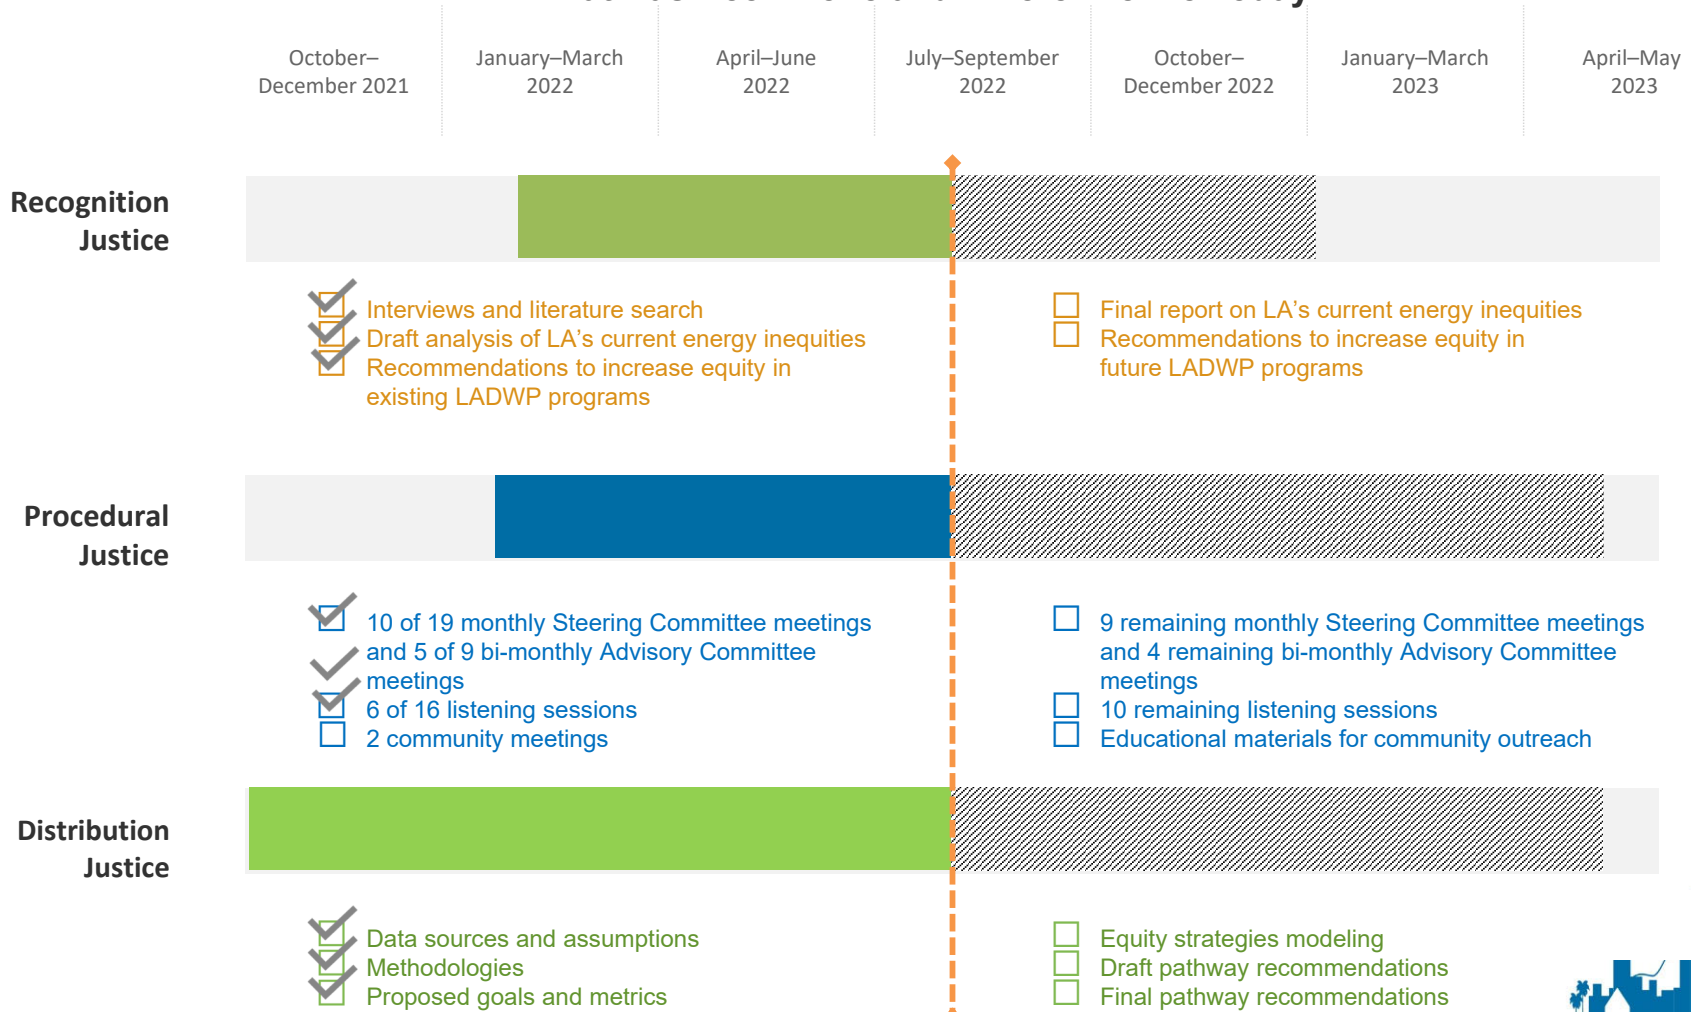 October–
December 2021
January–March
2022
April–June
2022
July–September
2022
October–
December 2022
January–March
2023
April–May
2023
Recognition
Justice
Interviews and literature search
Draft analysis of LA's current energy inequities
Recommendations to increase equity in
existing LADWP programs
Final report on LA's current energy inequities
Recommendations to increase equity in
future LADWP programs
Procedural
Justice
10 of 19 monthly Steering Committee meetings
and 5 of 9 bi-monthly Advisory Committee
meetings
6 of 16 listening sessions
2 community meetings
9 remaining monthly Steering Committee meetings
and 4 remaining bi-monthly Advisory Committee
meetings
10 remaining listening sessions
Educational materials for community outreach
Distribution
Justice
Data sources and assumptions
Methodologies
Proposed goals and metrics
Equity strategies modeling
Draft pathway recommendations
Final pathway recommendations